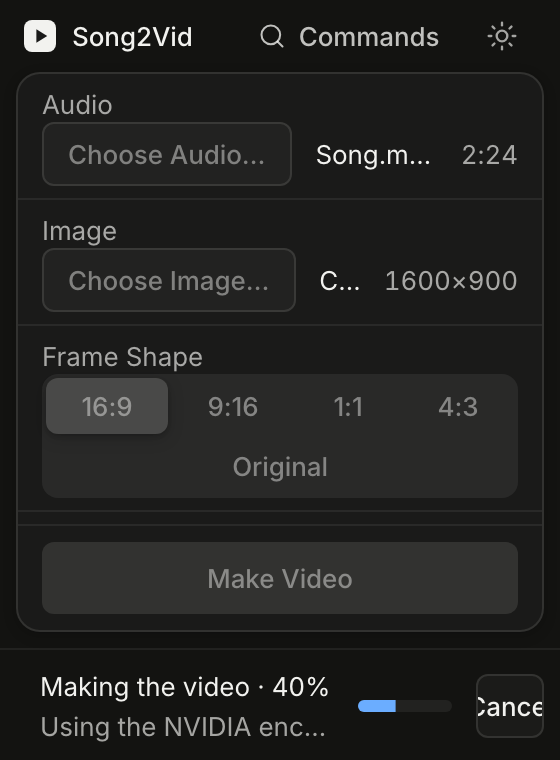 Song2Vid Commands
Audio
Choose Audio... Song.m... 2:24
Image
Choose Image... C... 1600×900
Frame Shape
16:9 9:16 1:1 4:3
Original
Make Video
Making the video · 40%
Using the NVIDIA enc...
Cance